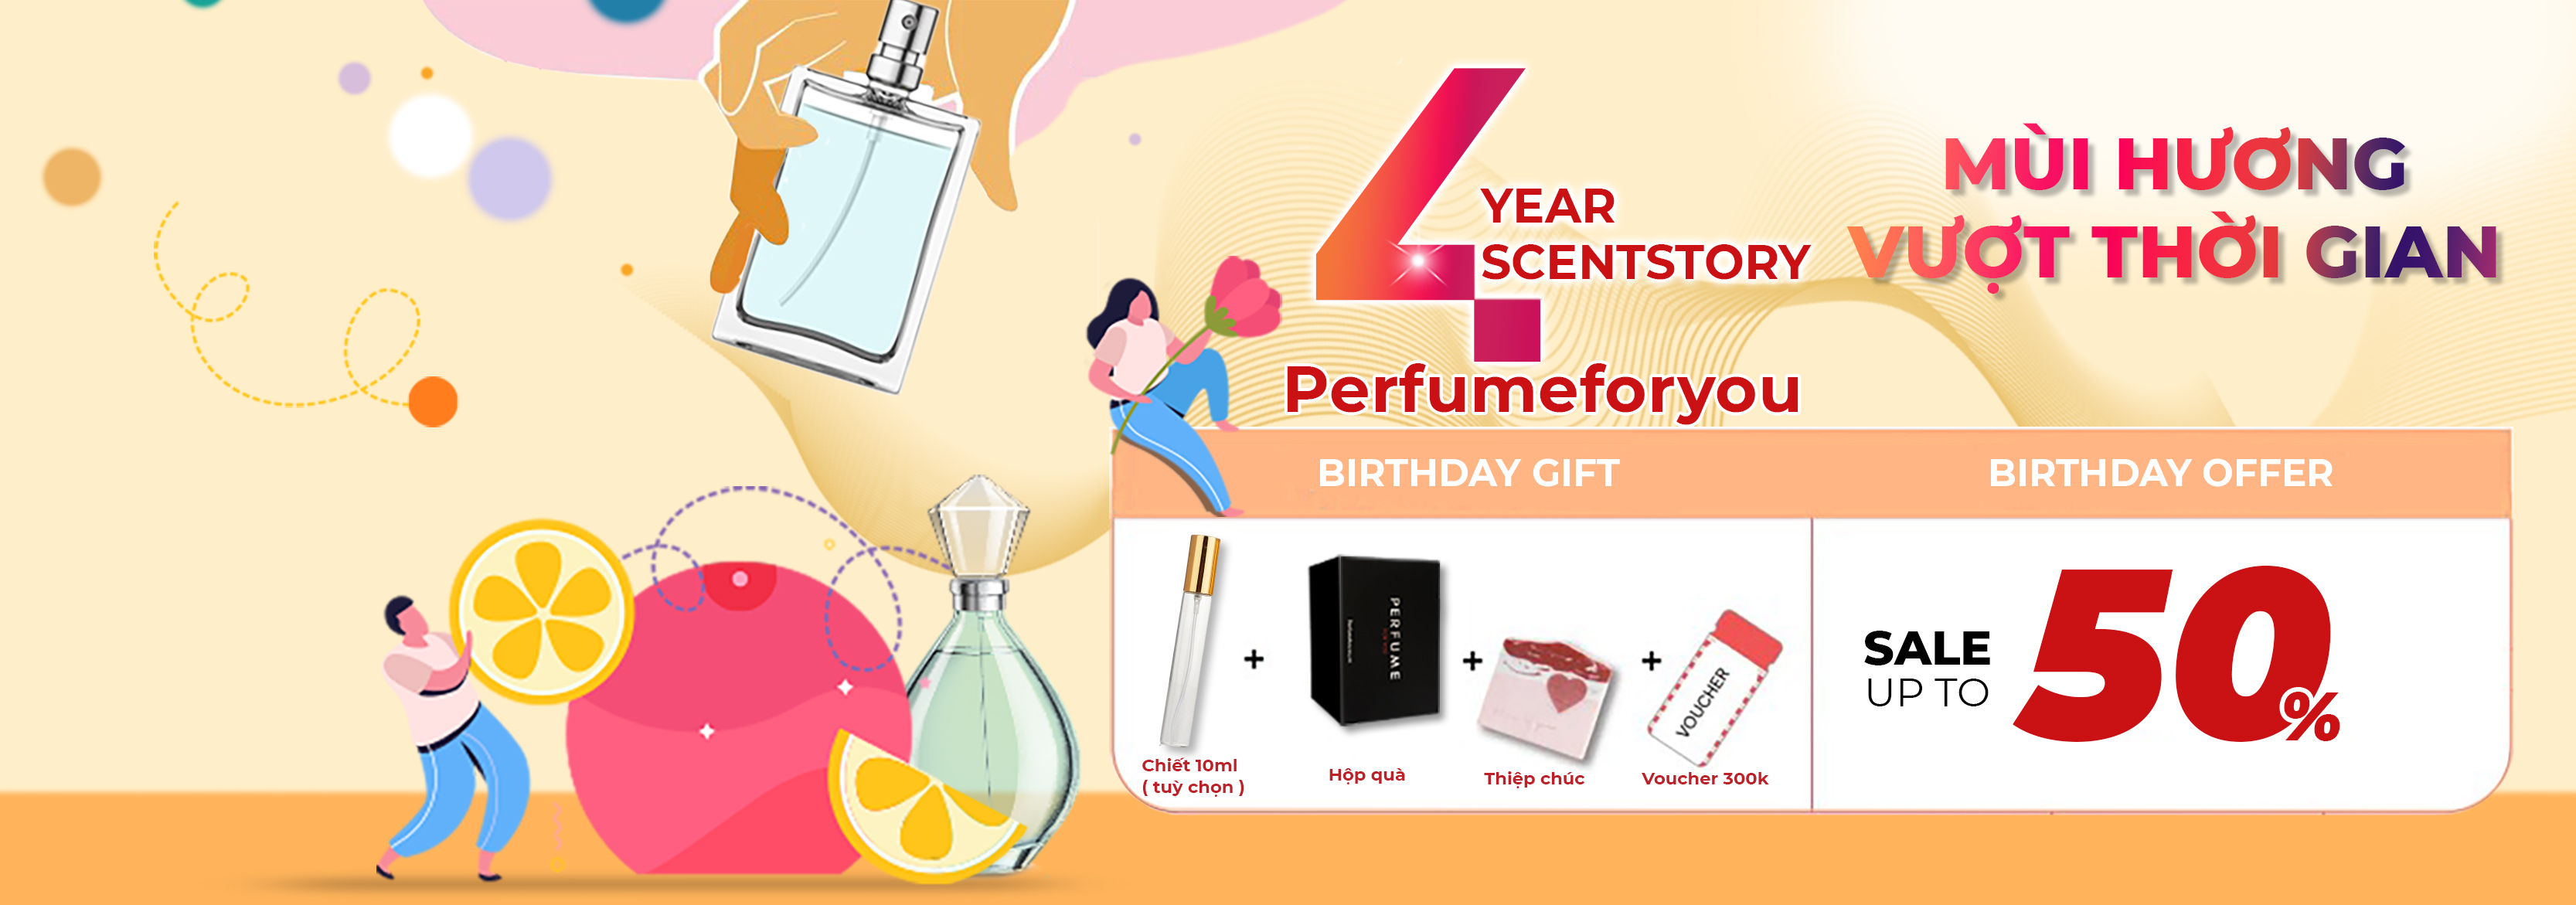 4
YEAR
SCENTSTORY
Perfumeforyou
MÙI HƯƠNG
VƯỢT THỜI GIAN
BIRTHDAY GIFT
BIRTHDAY OFFER
+
PERFUME
+
+
VOUCHER
Chiết 10ml
( tuỳ chọn )
Hộp quà
Thiệp chúc
Voucher 300k
SALE
UP TO
50%